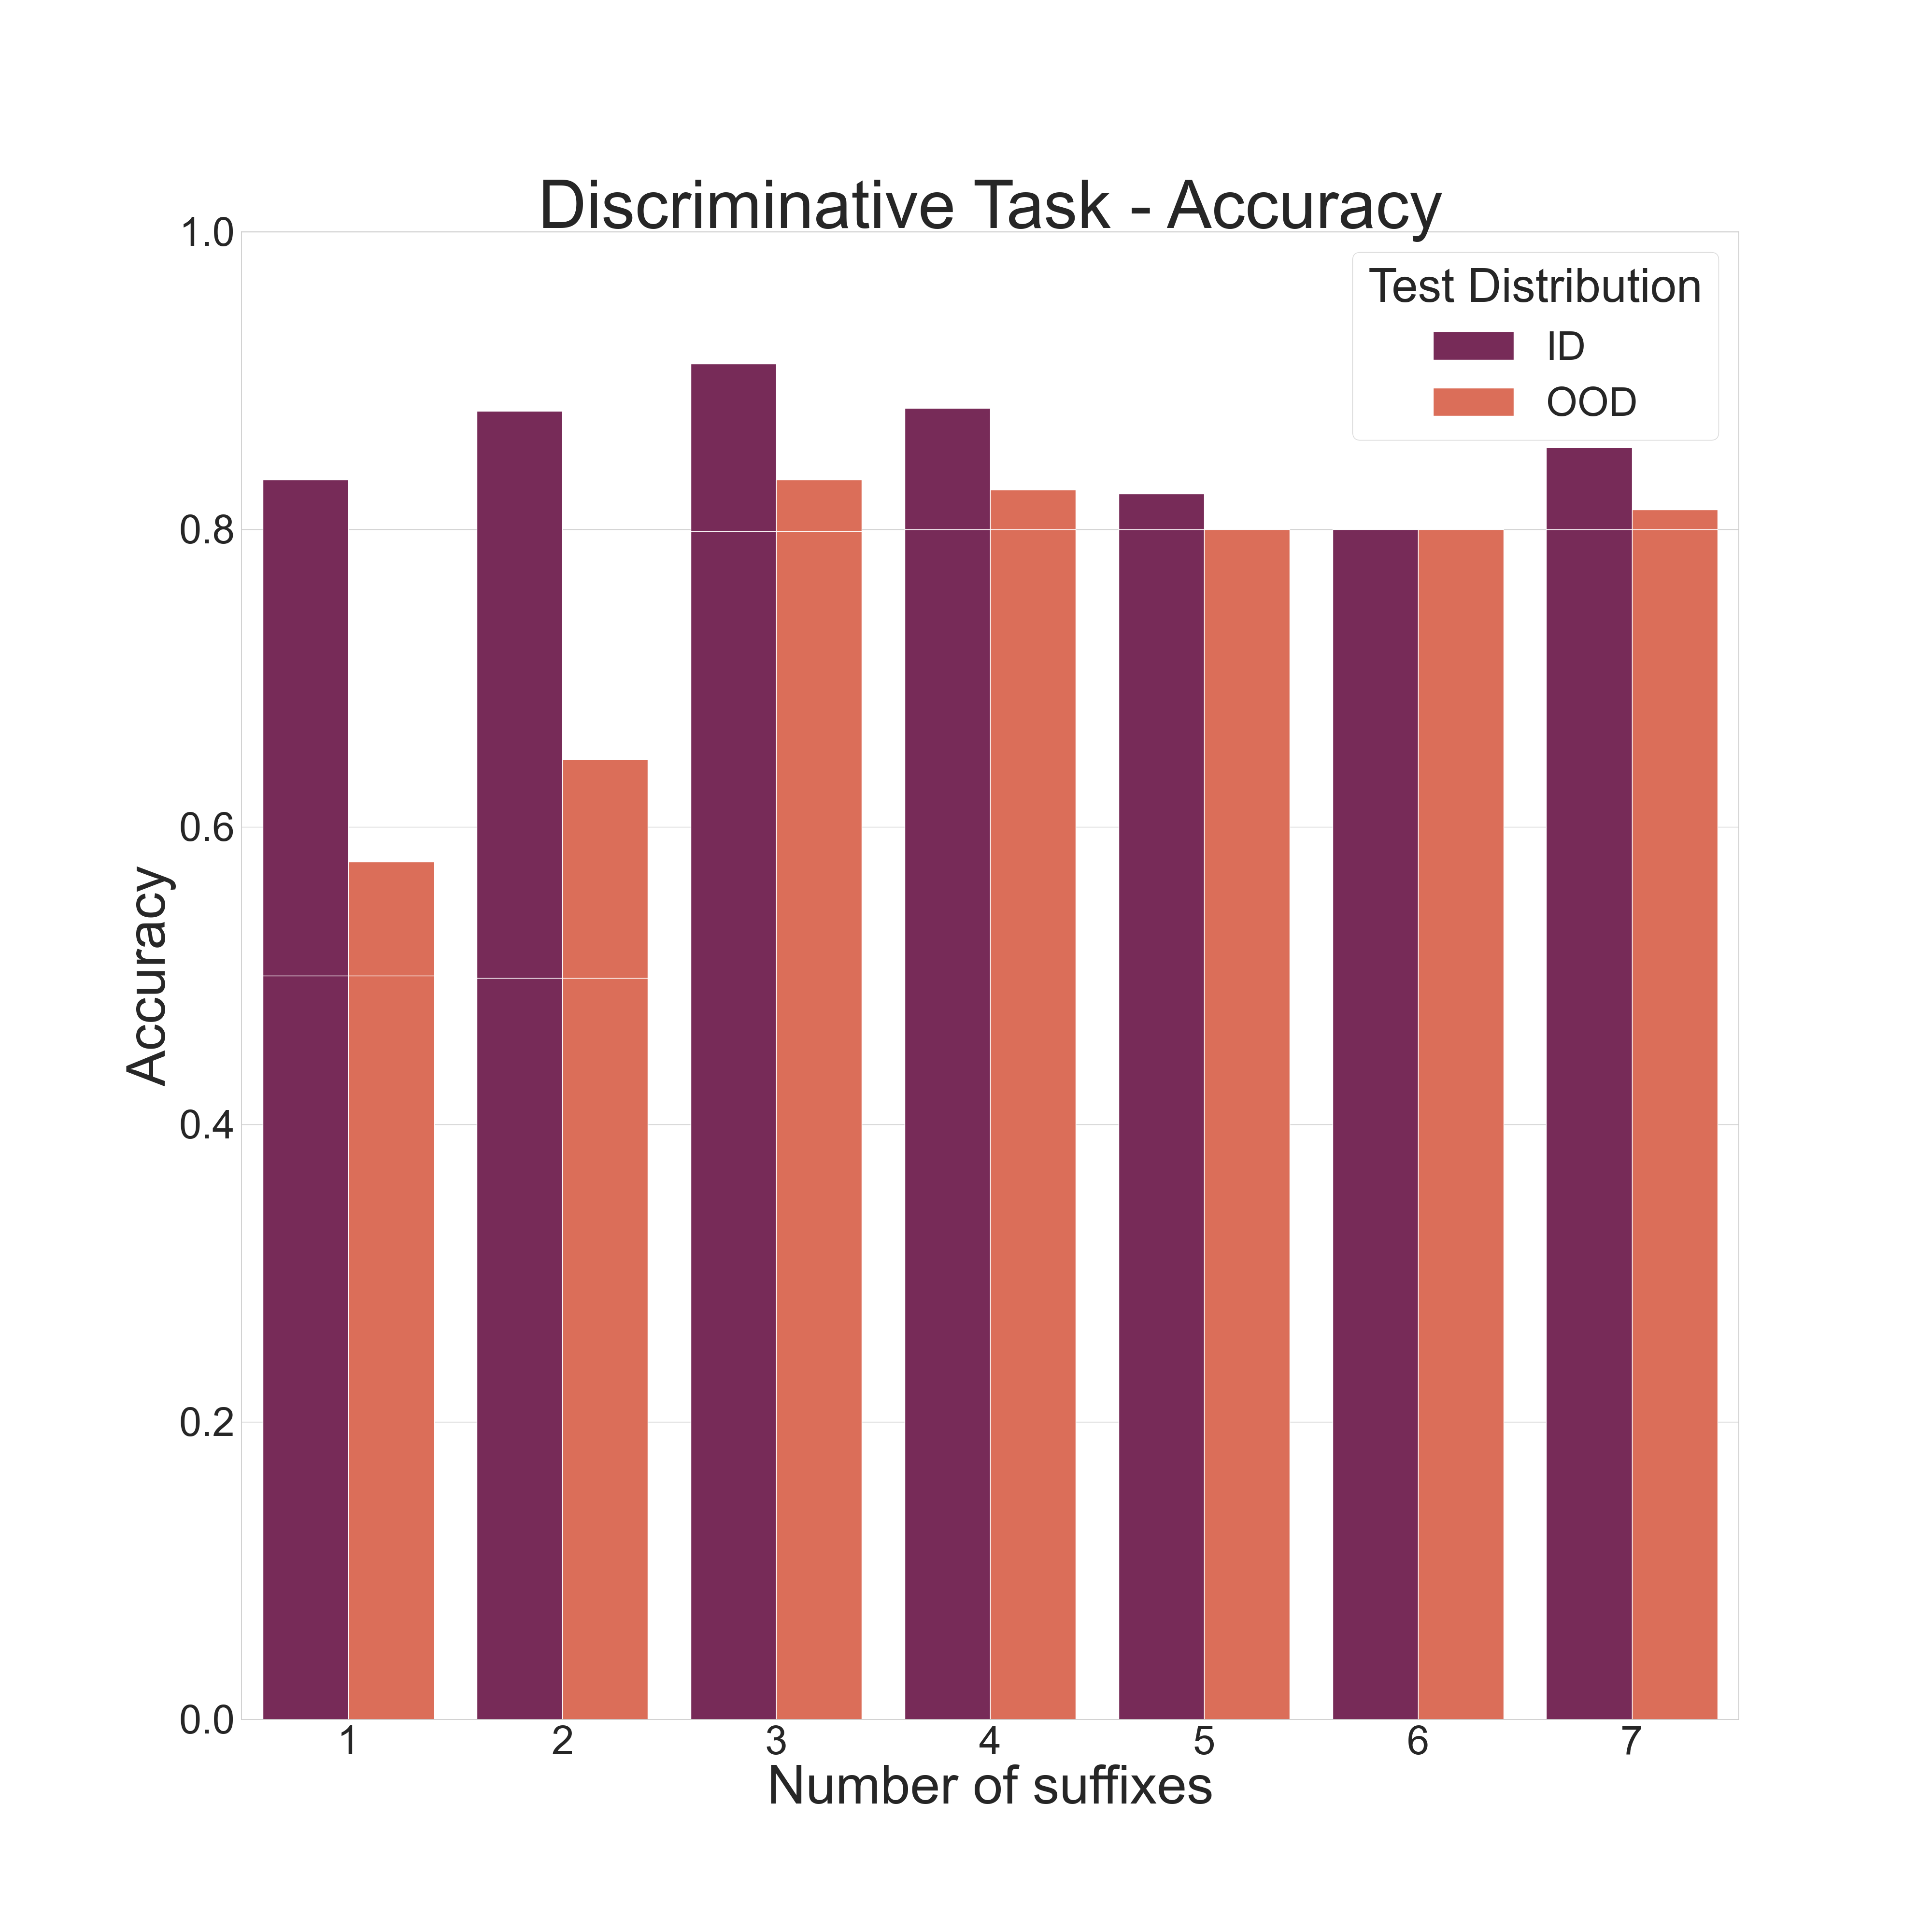 Discriminative Task - Accuracy
1.0
Test Distribution
ID
OOD
0.8
0.6
Accuracy
0.4
0.2
0.0
1 2 3 4 5 6 7
Number of suffixes